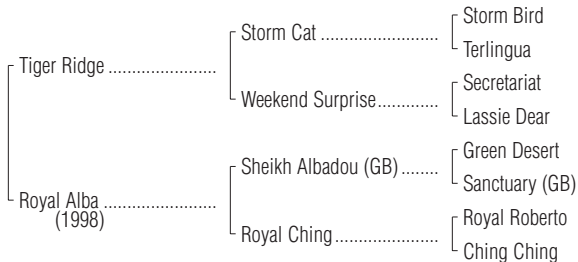 Storm Bird
Storm Cat ......................
Terlingua
Tiger Ridge ....................
Secretariat
Weekend Surprise.............
Lassie Dear
Green Desert
Sheikh Albadou (GB) ........
Sanctuary (GB)
Royal Alba .....................
(1998)
Royal Roberto
Royal Ching....................
Ching Ching